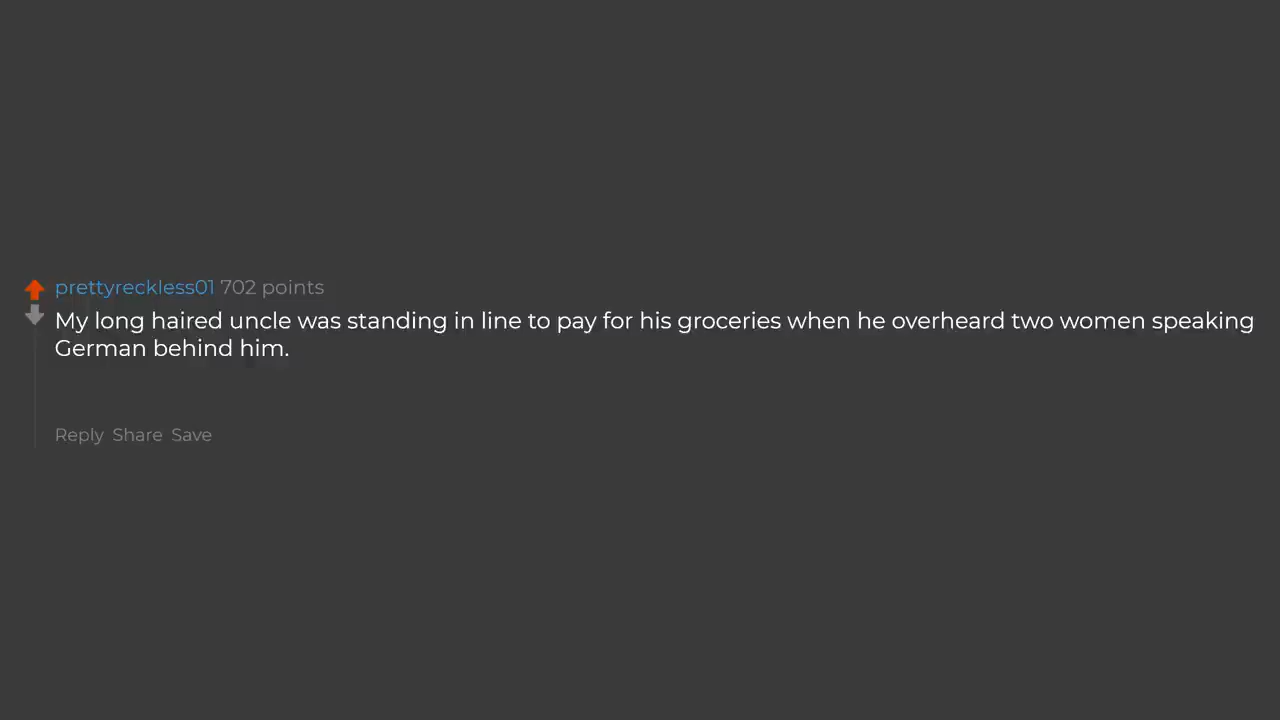 prettyreckless01 702 points
My long haired uncle was standing in line to pay for his groceries when he overheard two women speaking
German behind him.
Reply Share Save